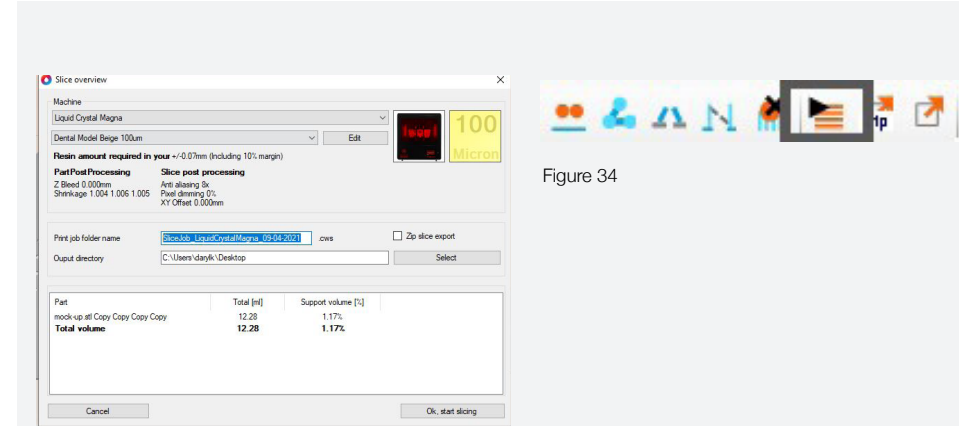 Slice overview
Machine
Liquid Crystal Magna
Dental Model Beige 100um
Edit
100
Micron
Resin amount required in your +/-0.07mm (Including 10% margin)
PartPostProcessing
Slice post processing
Z Bleed 0.000mm
Anti aliasing 8x
Shrinkage 1.004 1.006 1.005
Pixel dimming 0%
XY Offset 0.000mm
Print job folder name
SliceJob_LiquidCrystalMagna_09-04-2021
.cws
Zip slice export
Ouput directory
C:\Users\darylk\Desktop
Select
Part
Total [ml]
Support volume [%]
mock-up.stl Copy Copy Copy Copy
12.28
1.17%
Total volume
12.28
1.17%
Cancel
Ok, start slicing
Figure 34